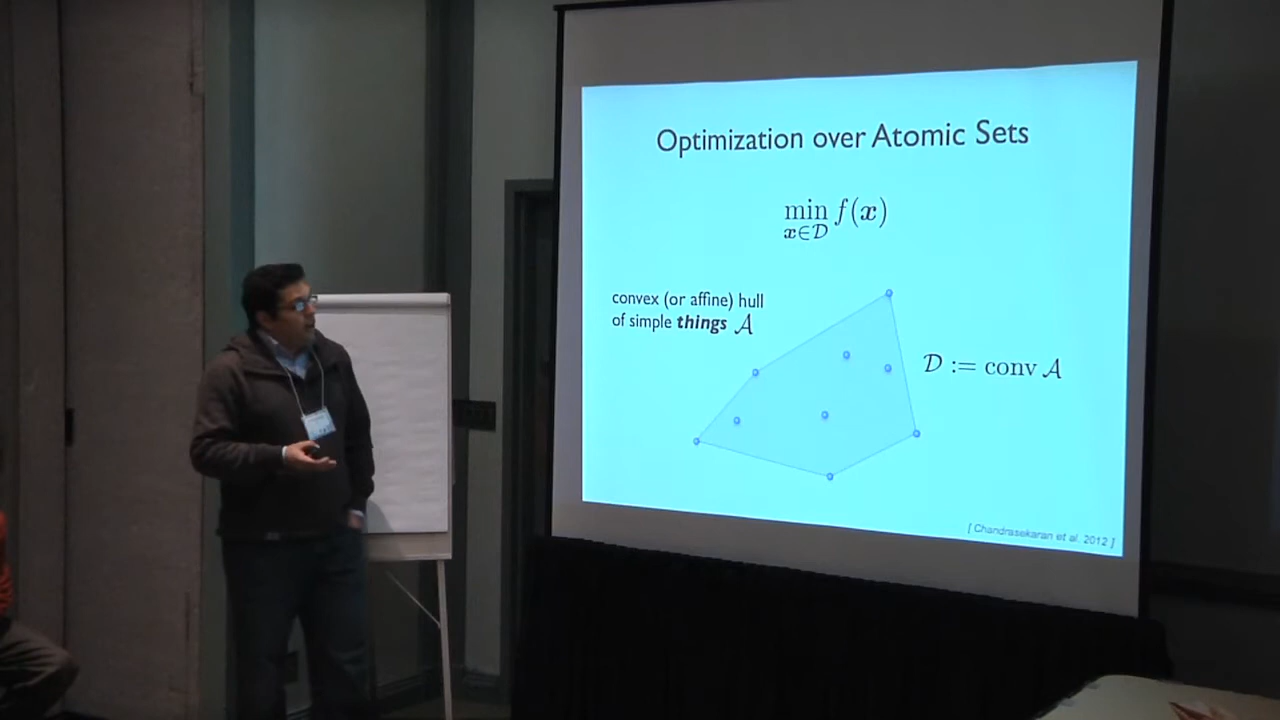 Optimization over Atomic Sets
min f(x)
x∈𝒟
convex (or affine) hull
of simple things 𝒜
𝒟 := conv 𝒜
[ Chandrasekaran et al. 2012 ]